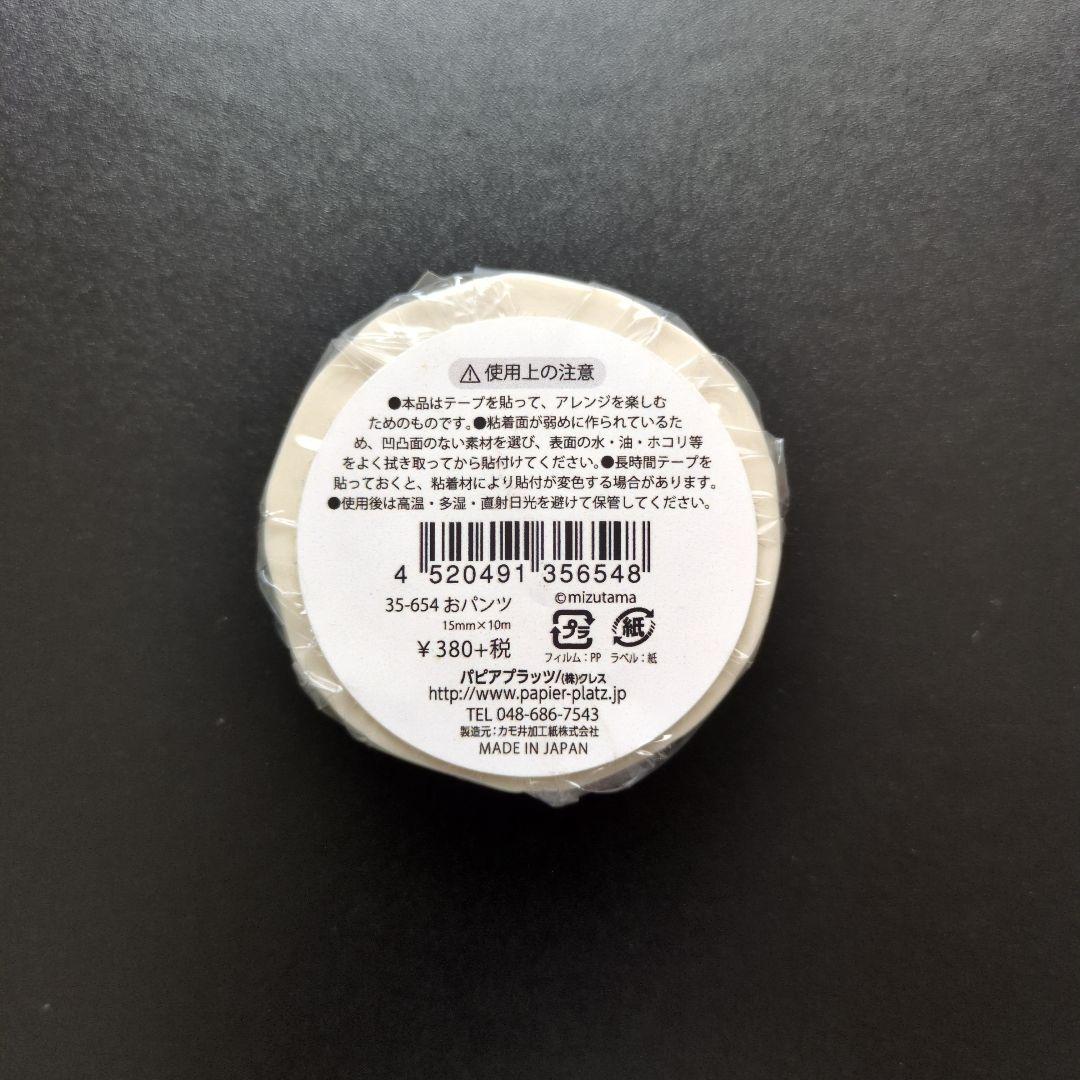 ⚠使用上の注意
●本品はテープを貼って、アレンジを楽しむ
ためのものです。●粘着面が弱めに作られているた
め、凹凸面のない素材を選び、表面の水・油・ホコリ等
をよく拭き取ってから貼付けてください。●長時間テープを
貼っておくと、粘着材により貼付が変色する場合があります。
●使用後は高温・多湿・直射日光を避けて保管してください。
4 520491 356548
©mizutama
35-654 おパンツ
15mm×10m
¥380+税
プラ
フィルム：PP
紙
ラベル：紙
パピアプラッツ/(株)クレス
http://www.papier-platz.jp
TEL 048-686-7543
製造元：カモ井加工紙株式会社
MADE IN JAPAN